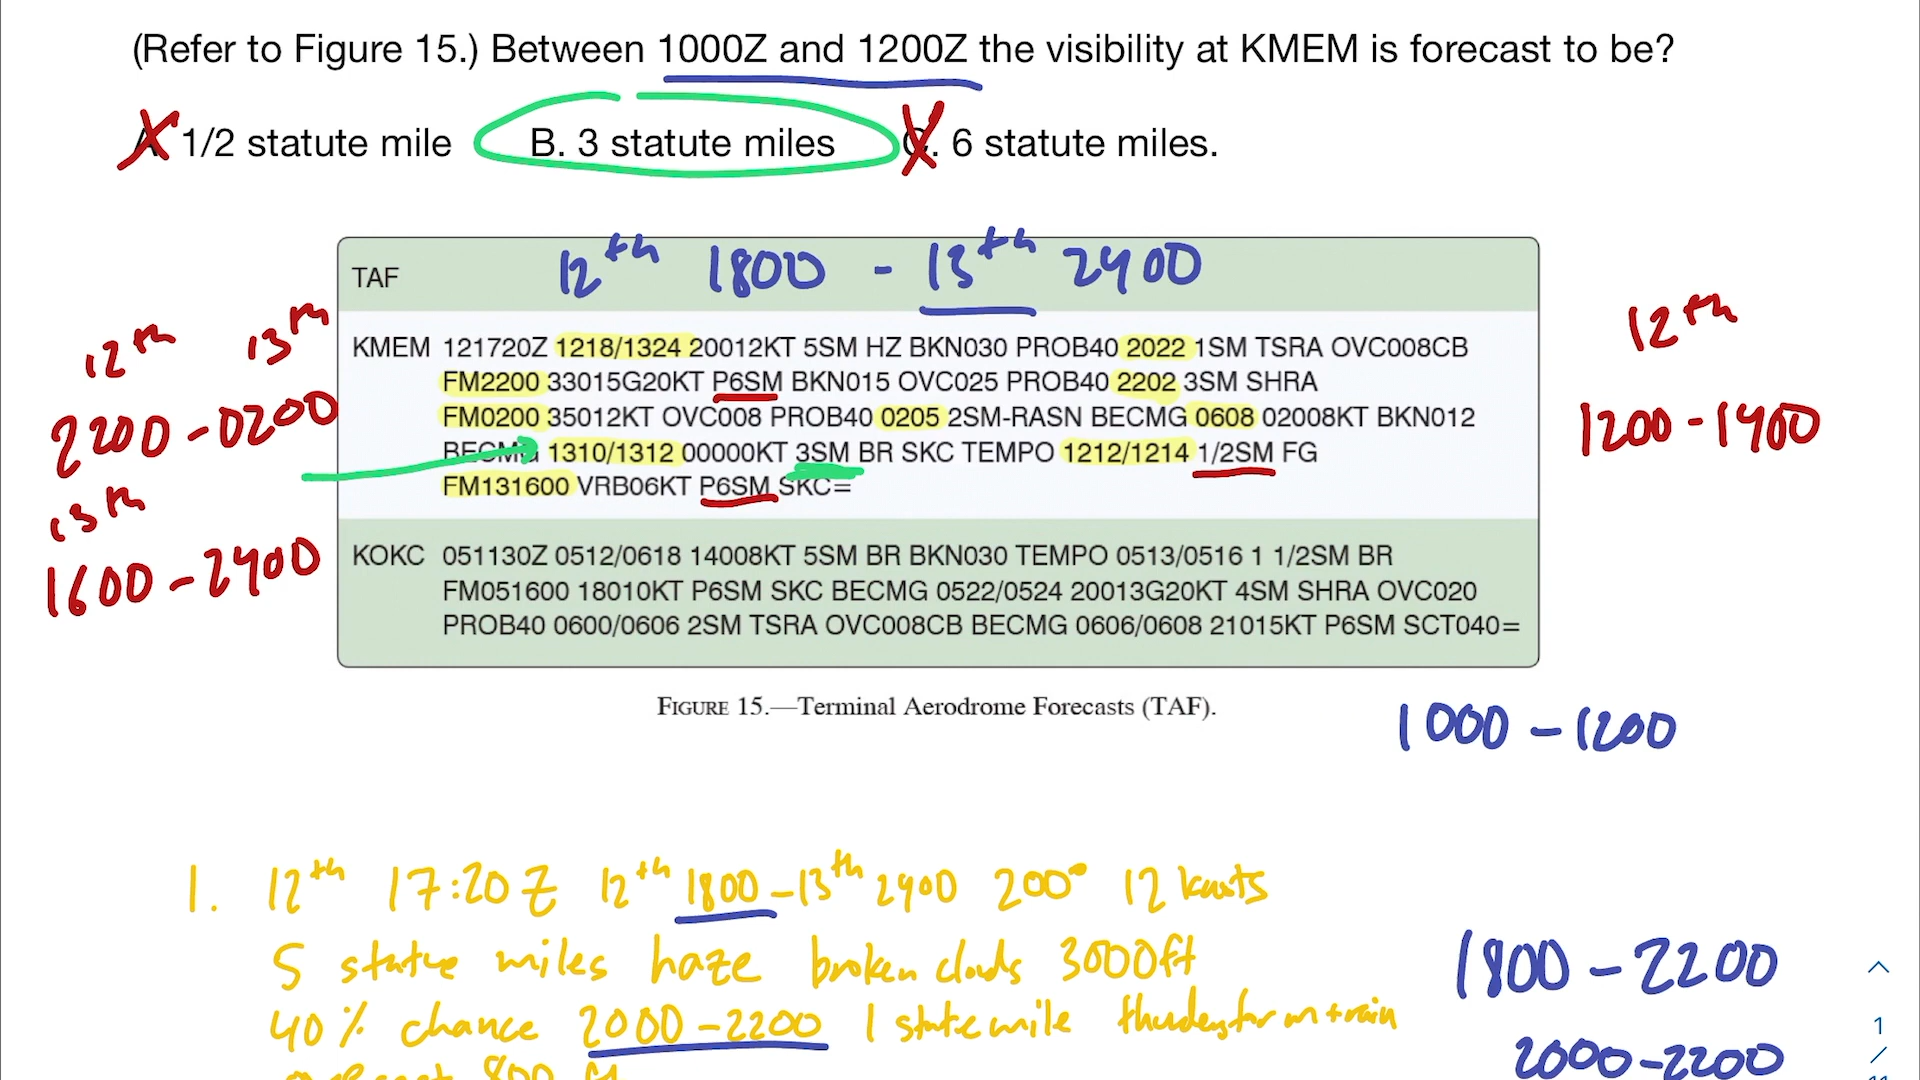 (Refer to Figure 15.) Between 1000Z and 1200Z the visibility at KMEM is forecast to be?
A. 1/2 statute mile B. 3 statute miles C. 6 statute miles.
12th 1800 - 13th 2400
TAF
KMEM 121720Z 1218/1324 20012KT 5SM HZ BKN030 PROB40 2022 1SM TSRA OVC008CB
FM2200 33015G20KT P6SM BKN015 OVC025 PROB40 2202 3SM SHRA
FM0200 35012KT OVC008 PROB40 0205 2SM-RASN BECMG 0608 02008KT BKN012
BECMG 1310/1312 00000KT 3SM BR SKC TEMPO 1212/1214 1/2SM FG
FM131600 VRB06KT P6SM SKC=
12th 13th
2200-0200
13th
1600-2400
12th
1200-1400
KOKC 051130Z 0512/0618 14008KT 5SM BR BKN030 TEMPO 0513/0516 1 1/2SM BR
FM051600 18010KT P6SM SKC BECMG 0522/0524 20013G20KT 4SM SHRA OVC020
PROB40 0600/0606 2SM TSRA OVC008CB BECMG 0606/0608 21015KT P6SM SCT040=
FIGURE 15.—Terminal Aerodrome Forecasts (TAF).
1000-1200
1. 12th 17:20 Z 12th 1800-13th 2400 200° 12 knots
5 statue miles haze broken clouds 3000ft
40% chance 2000-2200 1 state mile
800 ft
1800-2200
2000-2200
1
/